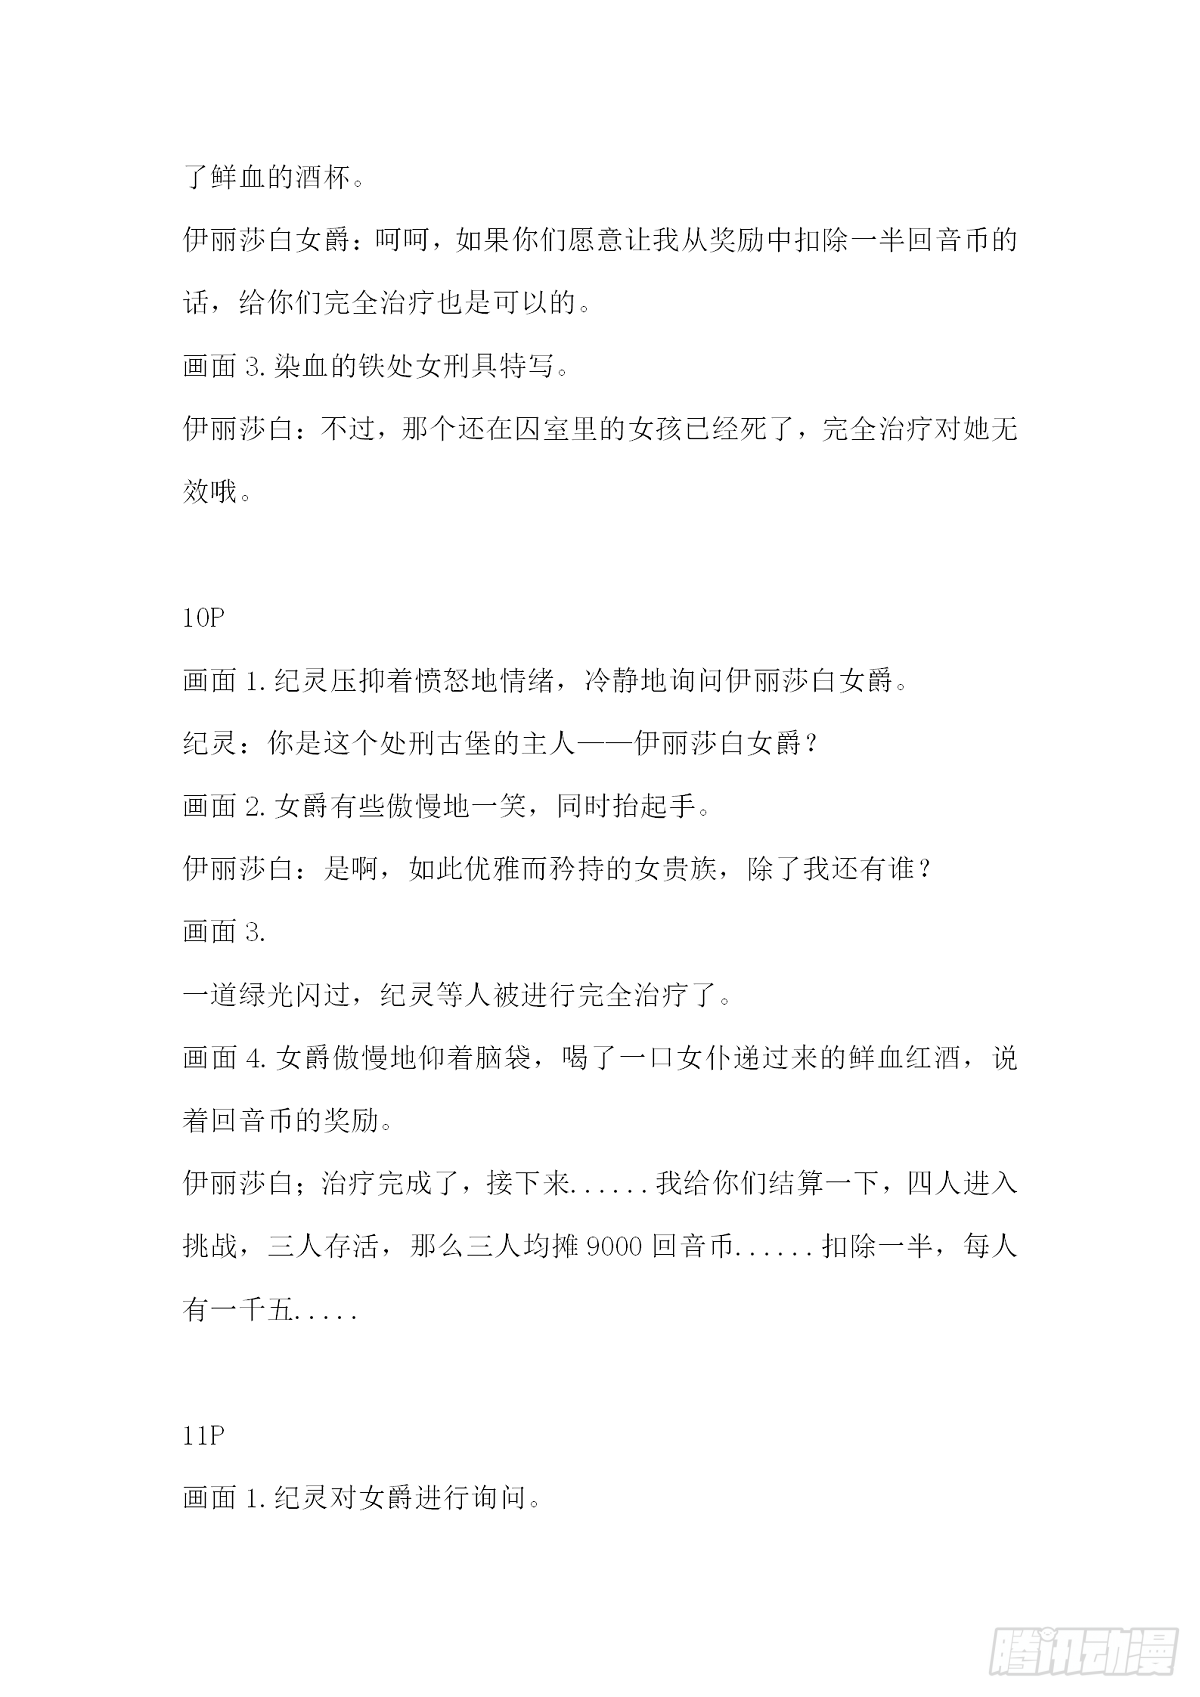 了鲜血的酒杯。
伊丽莎白女爵：呵呵，如果你们愿意让我从奖励中扣除一半回音币的
话，给你们完全治疗也是可以的。
画面 3. 染血的铁处女刑具特写。
伊丽莎白：不过，那个还在囚室里的女孩已经死了，完全治疗对她无
效哦。
10P
画面 1. 纪灵压抑着愤怒地情绪，冷静地询问伊丽莎白女爵。
纪灵：你是这个处刑古堡的主人——伊丽莎白女爵？
画面 2. 女爵有些傲慢地一笑，同时抬起手。
伊丽莎白：是啊，如此优雅而矜持的女贵族，除了我还有谁？
画面 3.
一道绿光闪过，纪灵等人被进行完全治疗了。
画面 4. 女爵傲慢地仰着脑袋，喝了一口女仆递过来的鲜血红酒，说
着回音币的奖励。
伊丽莎白；治疗完成了，接下来......我给你们结算一下，四人进入
挑战，三人存活，那么三人均摊 9000 回音币......扣除一半，每人
有一千五.....
11P
画面 1. 纪灵对女爵进行询问。
腾讯动漫